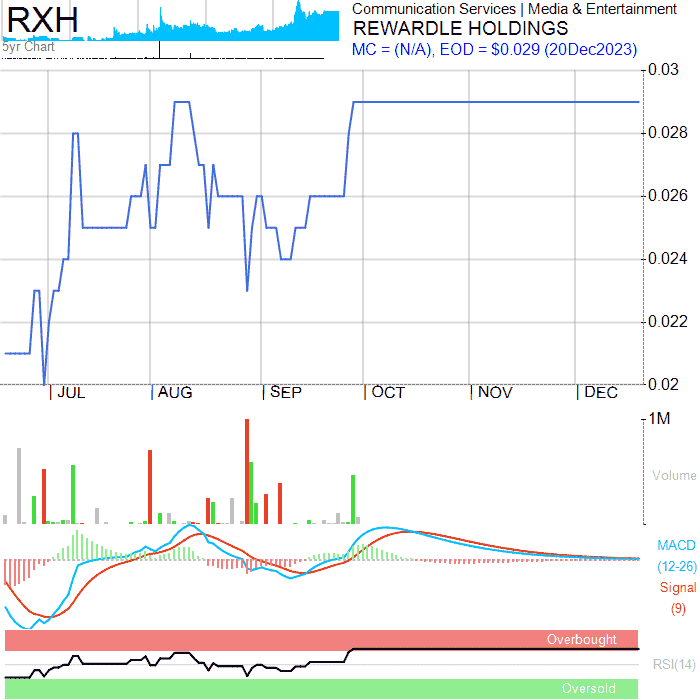 RXH
5yr Chart
Communication Services | Media & Entertainment
REWARDLE HOLDINGS
MC = (N/A), EOD = $0.029 (20Dec2023)
0.03
0.028
0.026
0.024
0.022
0.02
JUL
AUG
SEP
OCT
NOV
DEC
1M
Volume
MACD
(12-26)
Signal
(9)
Overbought
RSI(14)
Oversold